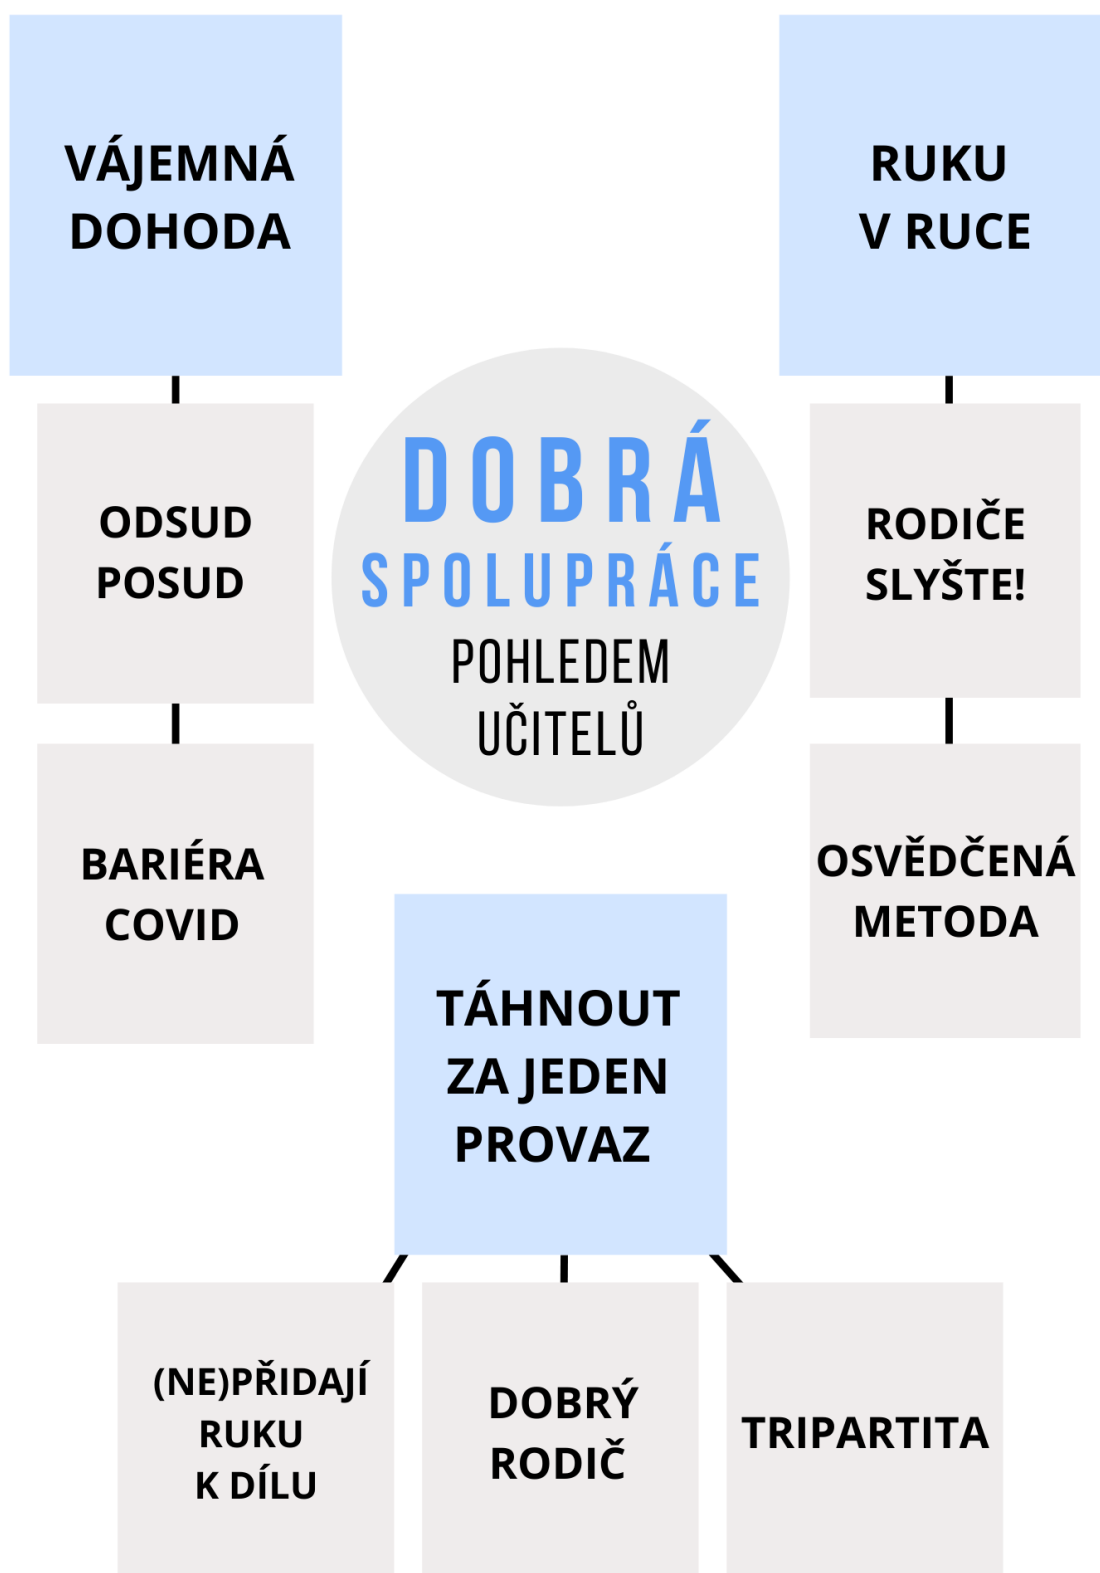 VÁJEMNÁ
DOHODA
ODSUD
POSUD
BARIÉRA
COVID
DOBRÁ
SPOLUPRÁCE
POHLEDEM
UČITELŮ
RUKU
V RUCE
RODIČE
SLYŠTE!
OSVĚDČENÁ
METODA
TÁHNOUT
ZA JEDEN
PROVAZ
(NE)PŘIDAJÍ
RUKU
K DÍLU
DOBRÝ
RODIČ
TRIPARTITA